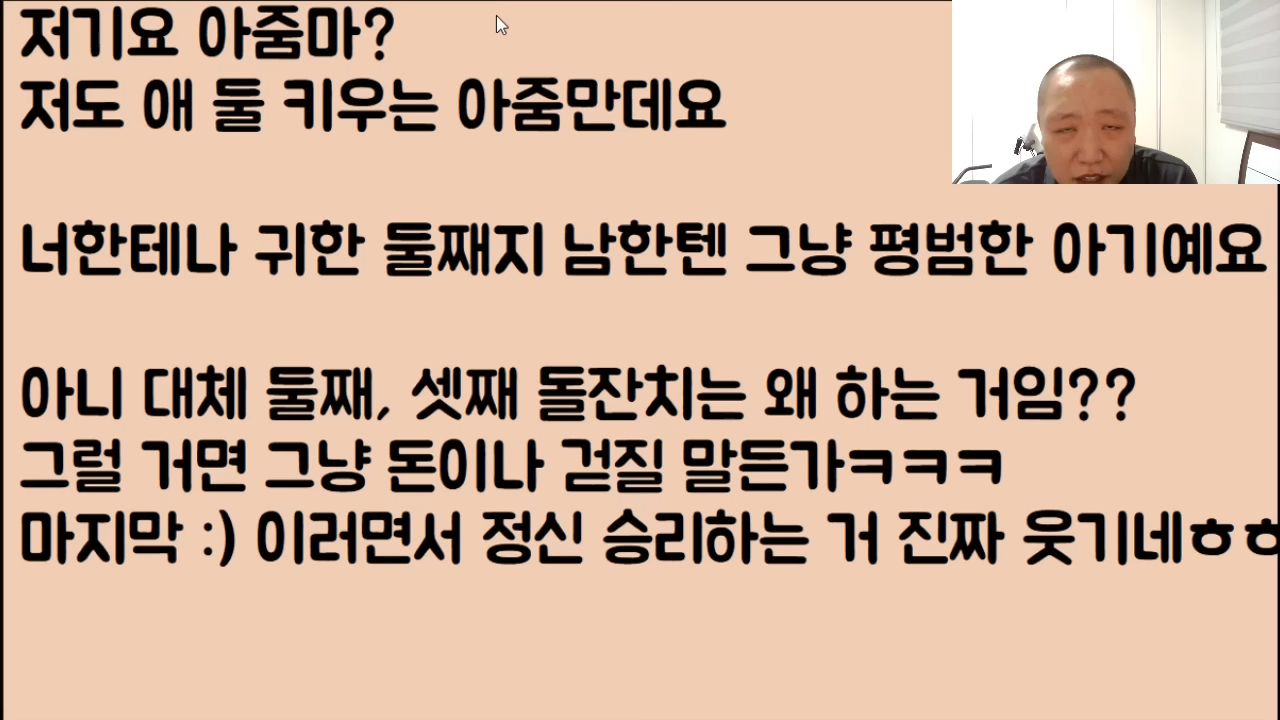 저기요 아줌마?
저도 애 둘 키우는 아줌만데요
너한테나 귀한 둘째지 남한텐 그냥 평범한 아기예요
아니 대체 둘째, 셋째 돌잔치는 왜 하는 거임??
그럴 거면 그냥 돈이나 걷질 말든가ㅋㅋㅋ
마지막 :) 이러면서 정신 승리하는 거 진짜 웃기네ㅎㅎ